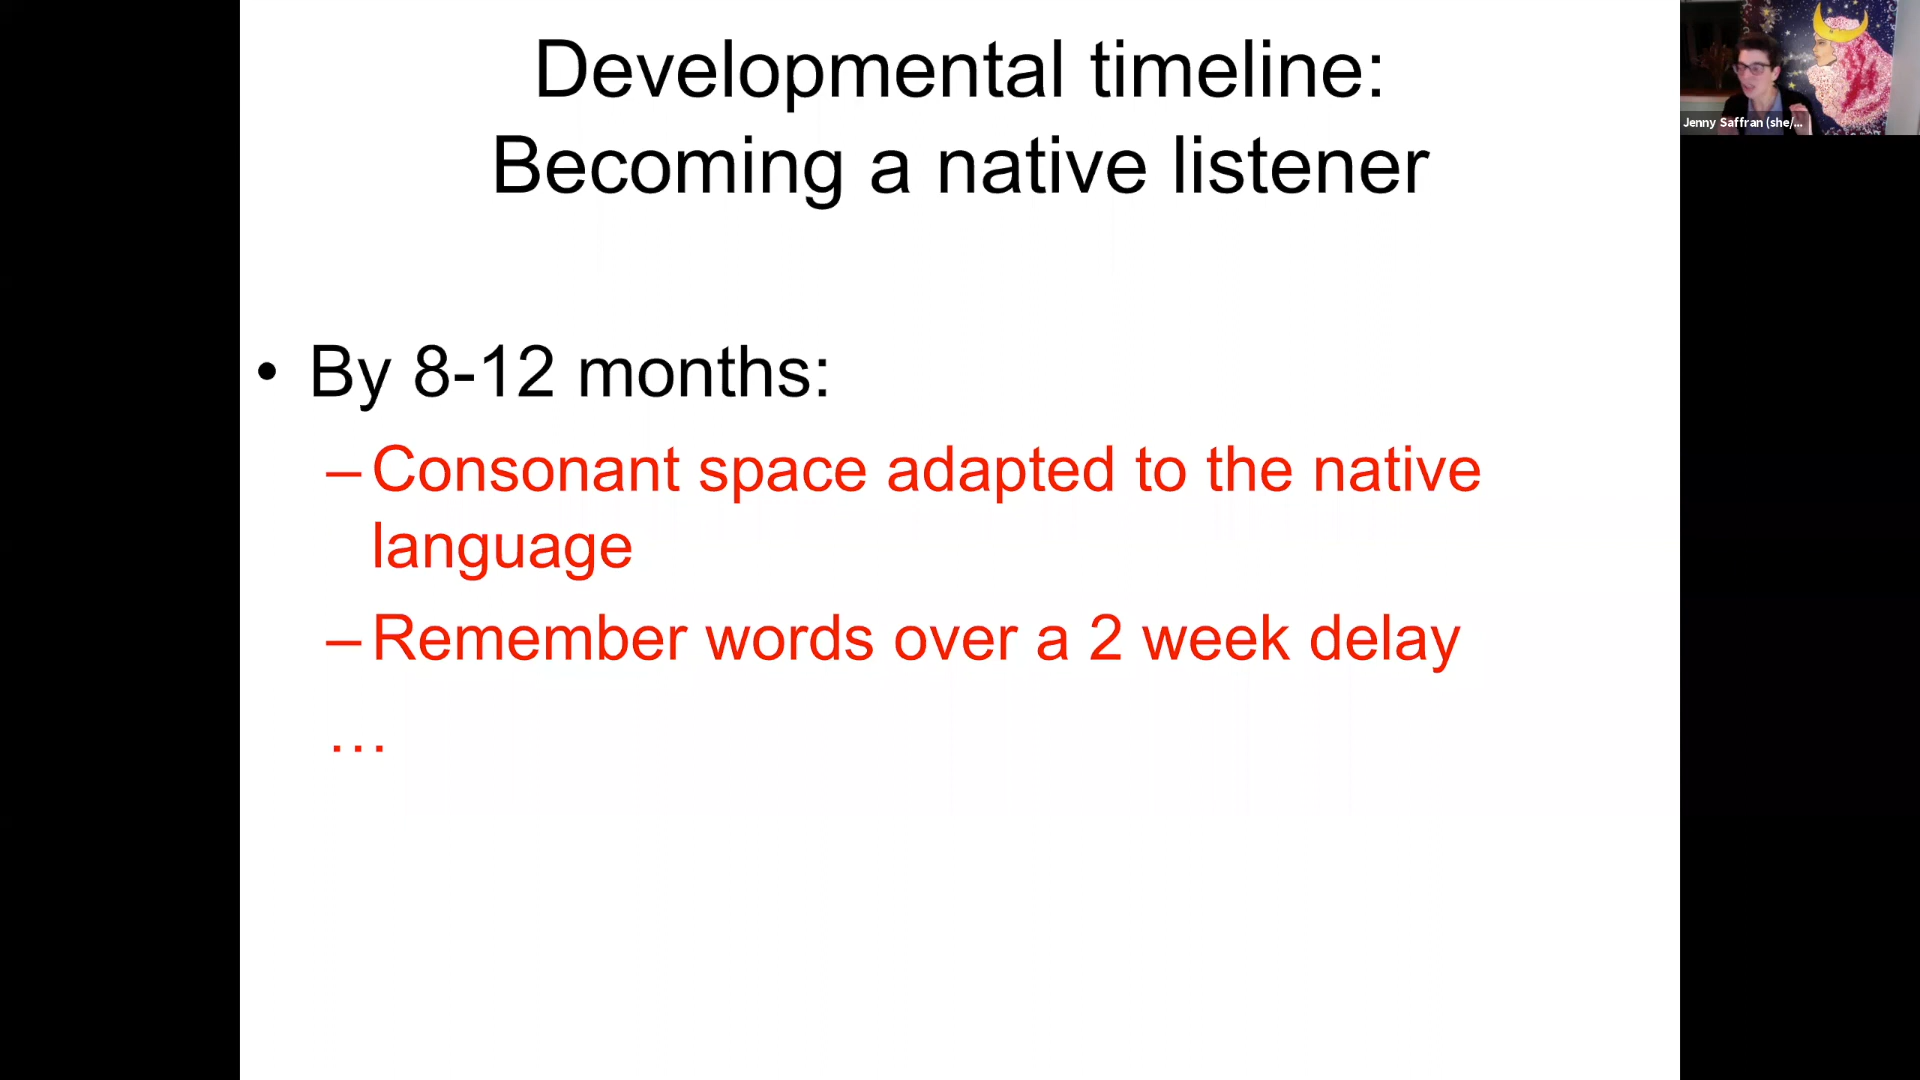 Developmental timeline:
Becoming a native listener
Jenny Saffran (she/...
• By 8-12 months:
–Consonant space adapted to the native
language
–Remember words over a 2 week delay
…